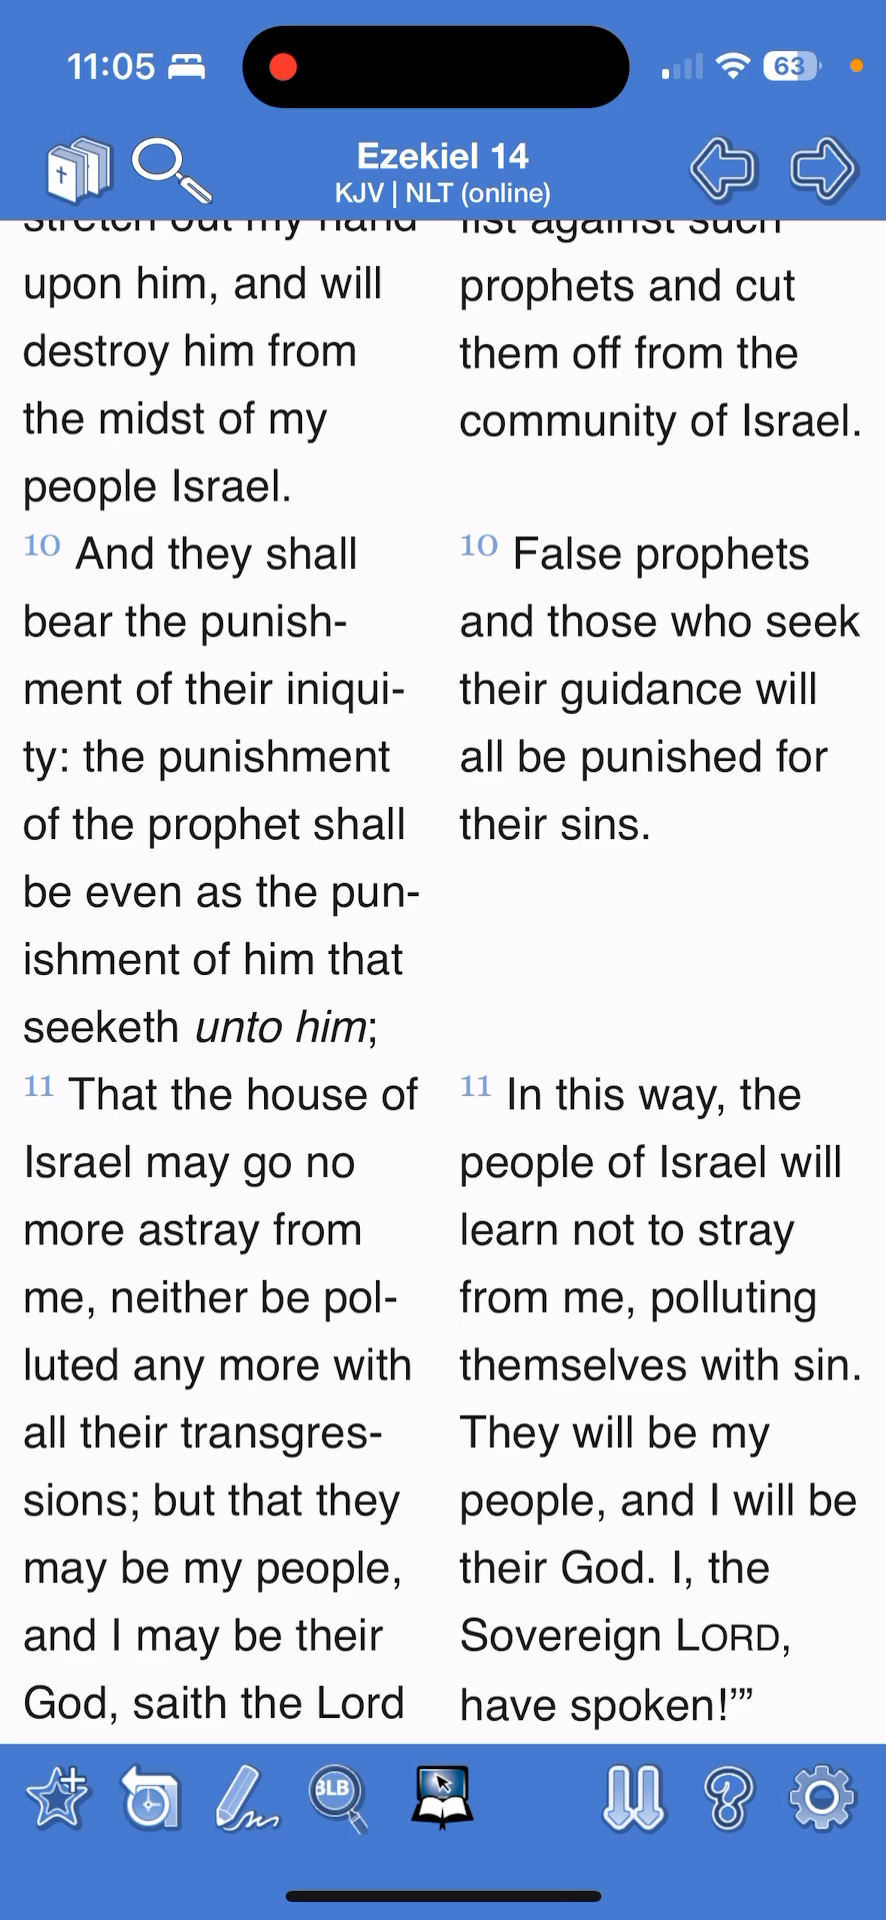 11:05
63
Ezekiel 14
KJV | NLT (online)
stretch out my hand
upon him, and will
destroy him from
the midst of my
people Israel.
10 And they shall
bear the punish-
ment of their iniqui-
ty: the punishment
of the prophet shall
be even as the pun-
ishment of him that
seeketh unto him;
11 That the house of
Israel may go no
more astray from
me, neither be pol-
luted any more with
all their transgres-
sions; but that they
may be my people,
and I may be their
God, saith the Lord
fist against such
prophets and cut
them off from the
community of Israel.
10 False prophets
and those who seek
their guidance will
all be punished for
their sins.
11 In this way, the
people of Israel will
learn not to stray
from me, polluting
themselves with sin.
They will be my
people, and I will be
their God. I, the
Sovereign LORD,
have spoken!’”
BLB